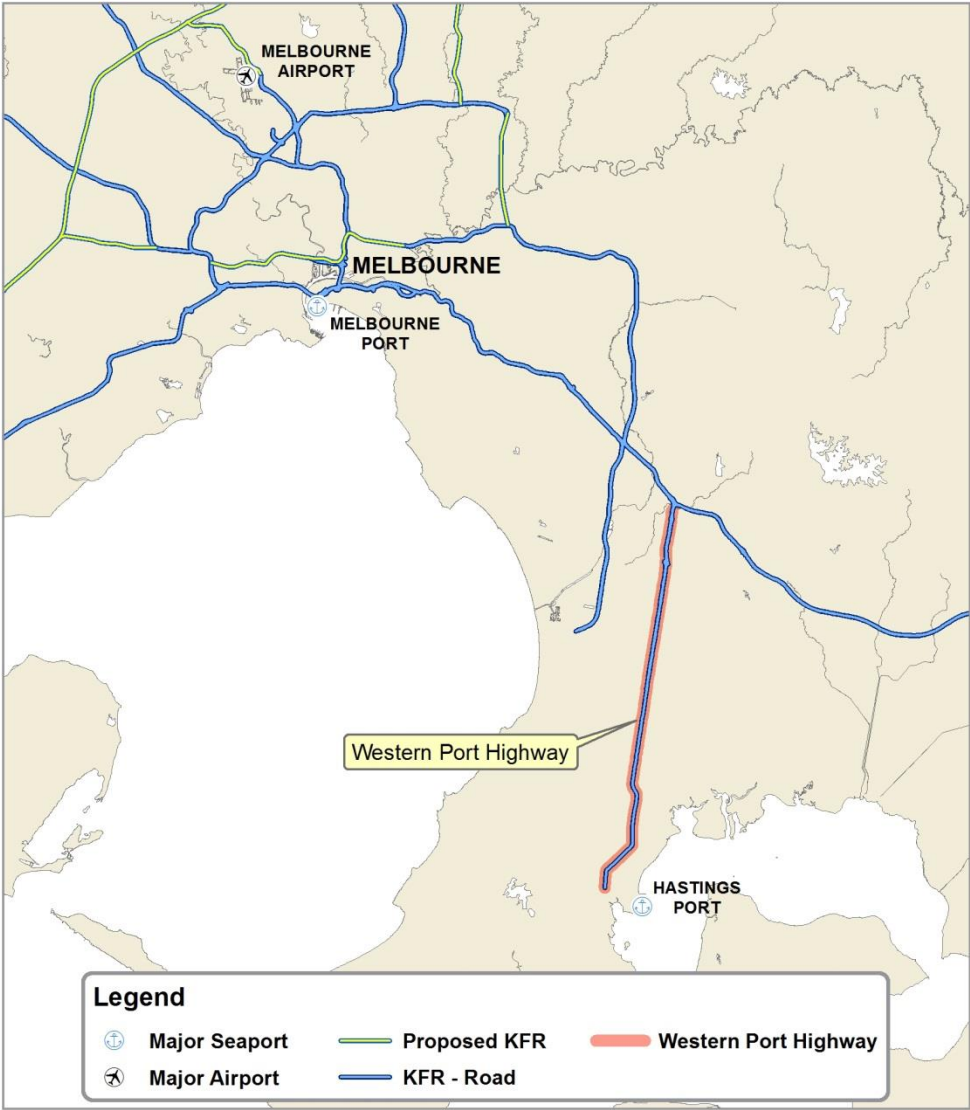 MELBOURNE
AIRPORT
MELBOURNE
MELBOURNE
PORT
Western Port Highway
HASTINGS
PORT
Legend
Major Seaport
Proposed KFR
Western Port Highway
Major Airport
KFR - Road